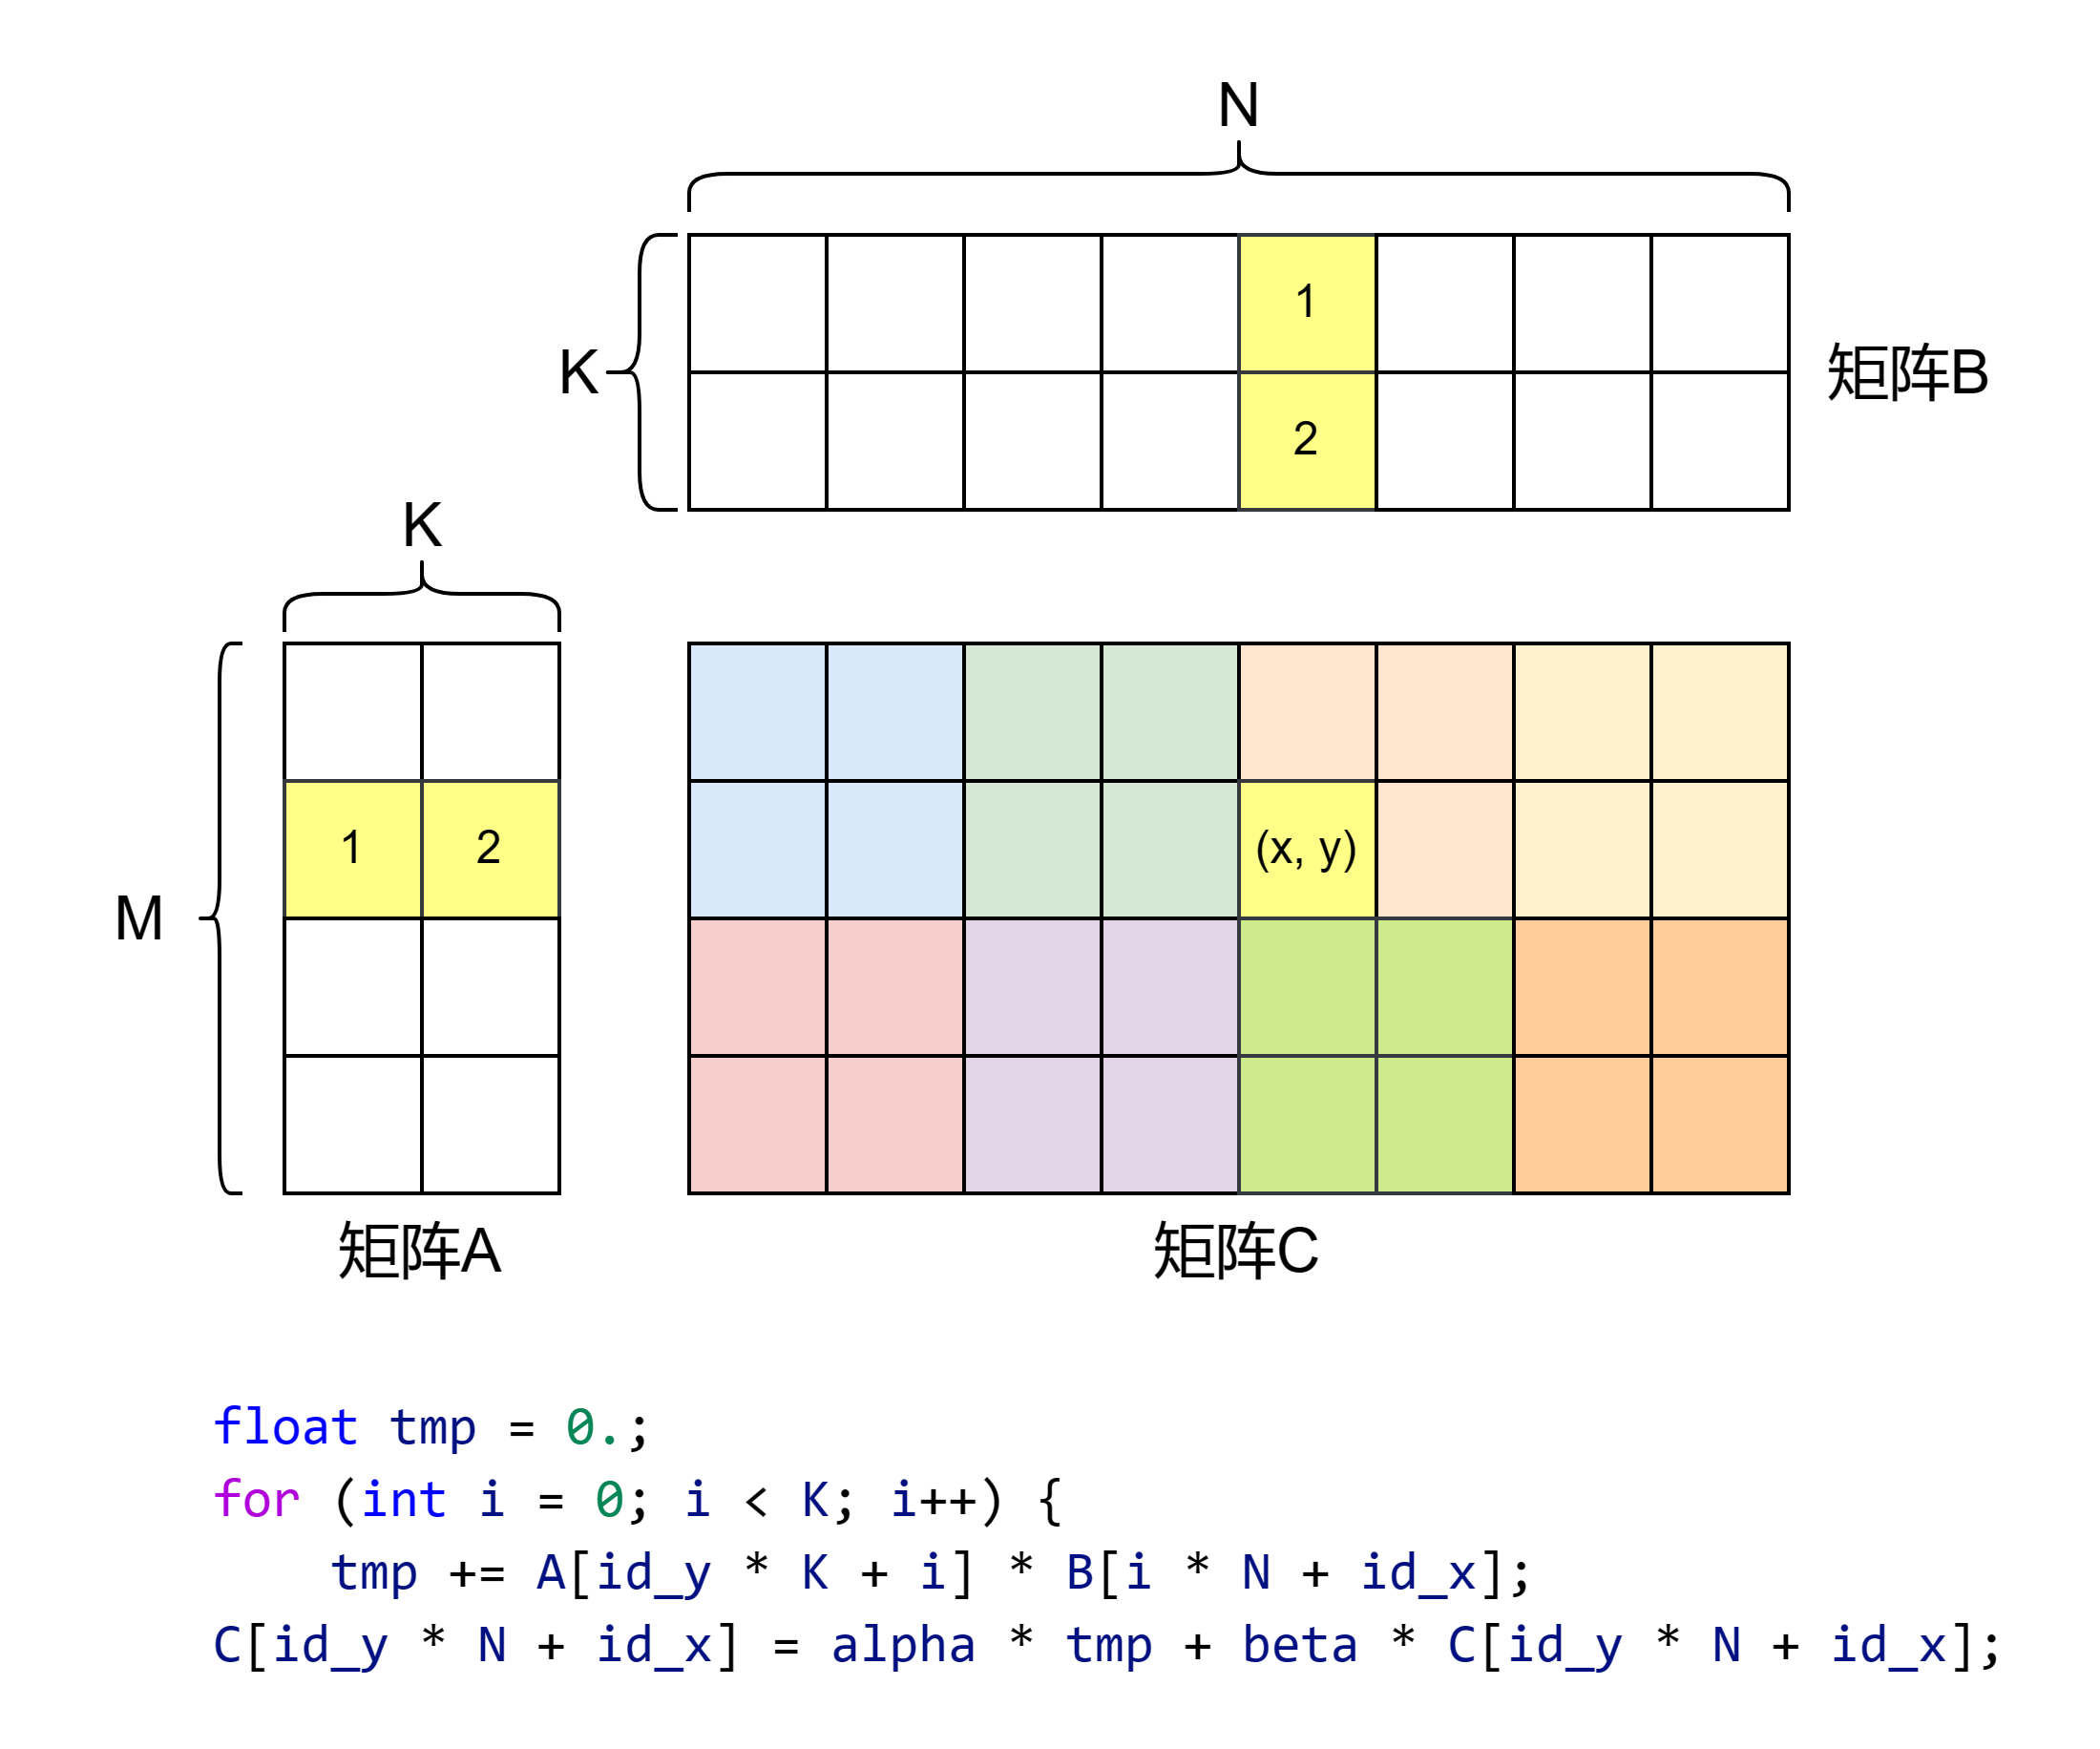 N
1
K
矩阵B
2
K
1
2
(x, y)
M
矩阵A
矩阵C
float tmp = 0.;
for (int i = 0; i < K; i++) {
    tmp += A[id_y * K + i] * B[i * N + id_x];
C[id_y * N + id_x] = alpha * tmp + beta * C[id_y * N + id_x];